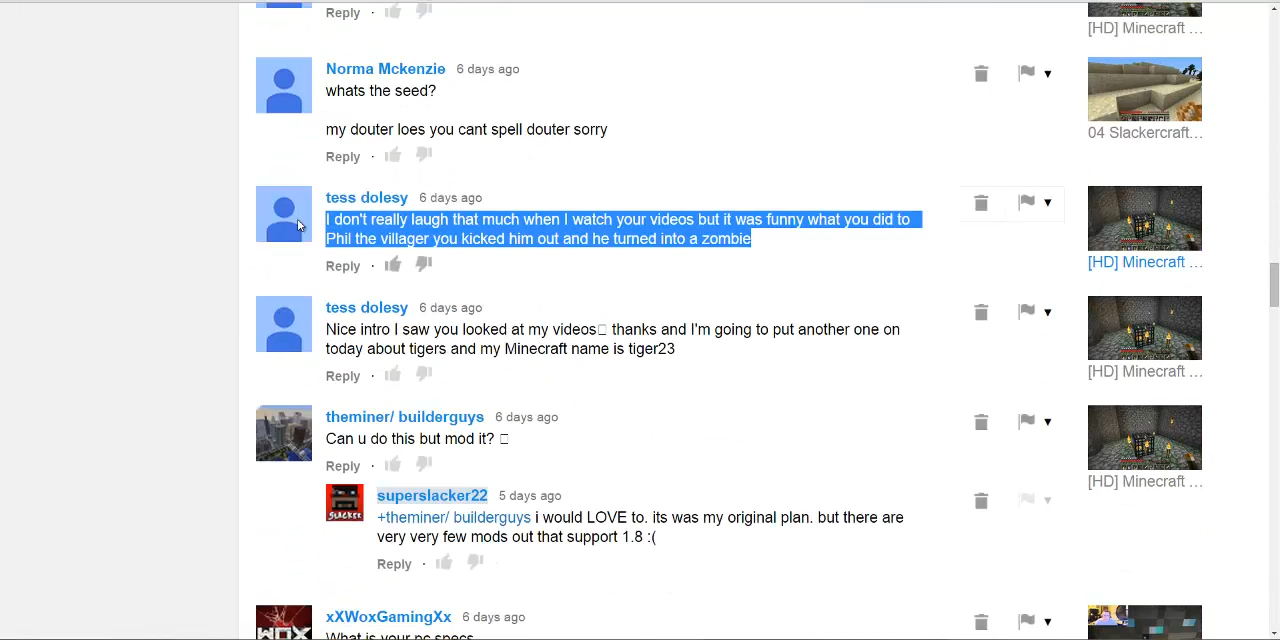 Reply ·
[HD] Minecraft ...
Norma Mckenzie 6 days ago
whats the seed?
my douter loes you cant spell douter sorry
Reply ·
04 Slackercraft...
tess dolesy 6 days ago
I don't really laugh that much when I watch your videos but it was funny what you did to
Phil the villager you kicked him out and he turned into a zombie
Reply ·
[HD] Minecraft ...
tess dolesy 6 days ago
Nice intro I saw you looked at my videos□ thanks and I'm going to put another one on
today about tigers and my Minecraft name is tiger23
Reply ·
[HD] Minecraft ...
theminer/ builderguys 6 days ago
Can u do this but mod it? □
Reply ·
[HD] Minecraft ...
SLACKER
superslacker22 5 days ago
+theminer/ builderguys i would LOVE to. its was my original plan. but there are
very very few mods out that support 1.8 :(
Reply ·
WOX
xXWoxGamingXx 6 days ago
What is your pc specs